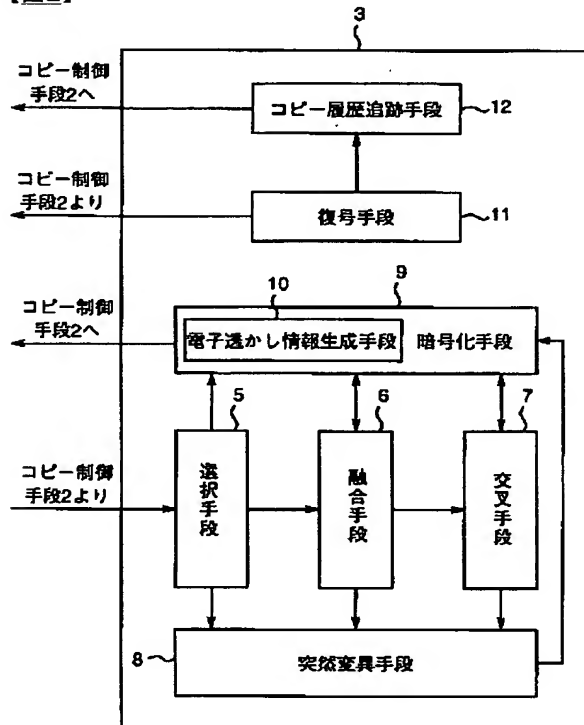 3
コピー制御
手段2へ
コピー履歴追跡手段
12
コピー制御
手段2より
復号手段
11
コピー制御
手段2へ
10
9
電子透かし情報生成手段
暗号化手段
5
6
7
コピー制御
手段2より
選択手段
融合手段
交叉手段
8
突然変異手段